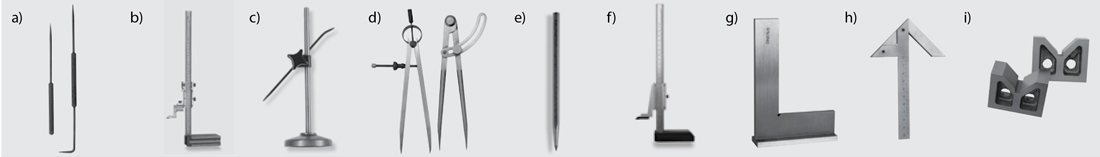 a) b) c) d) e) f) g) h) i)